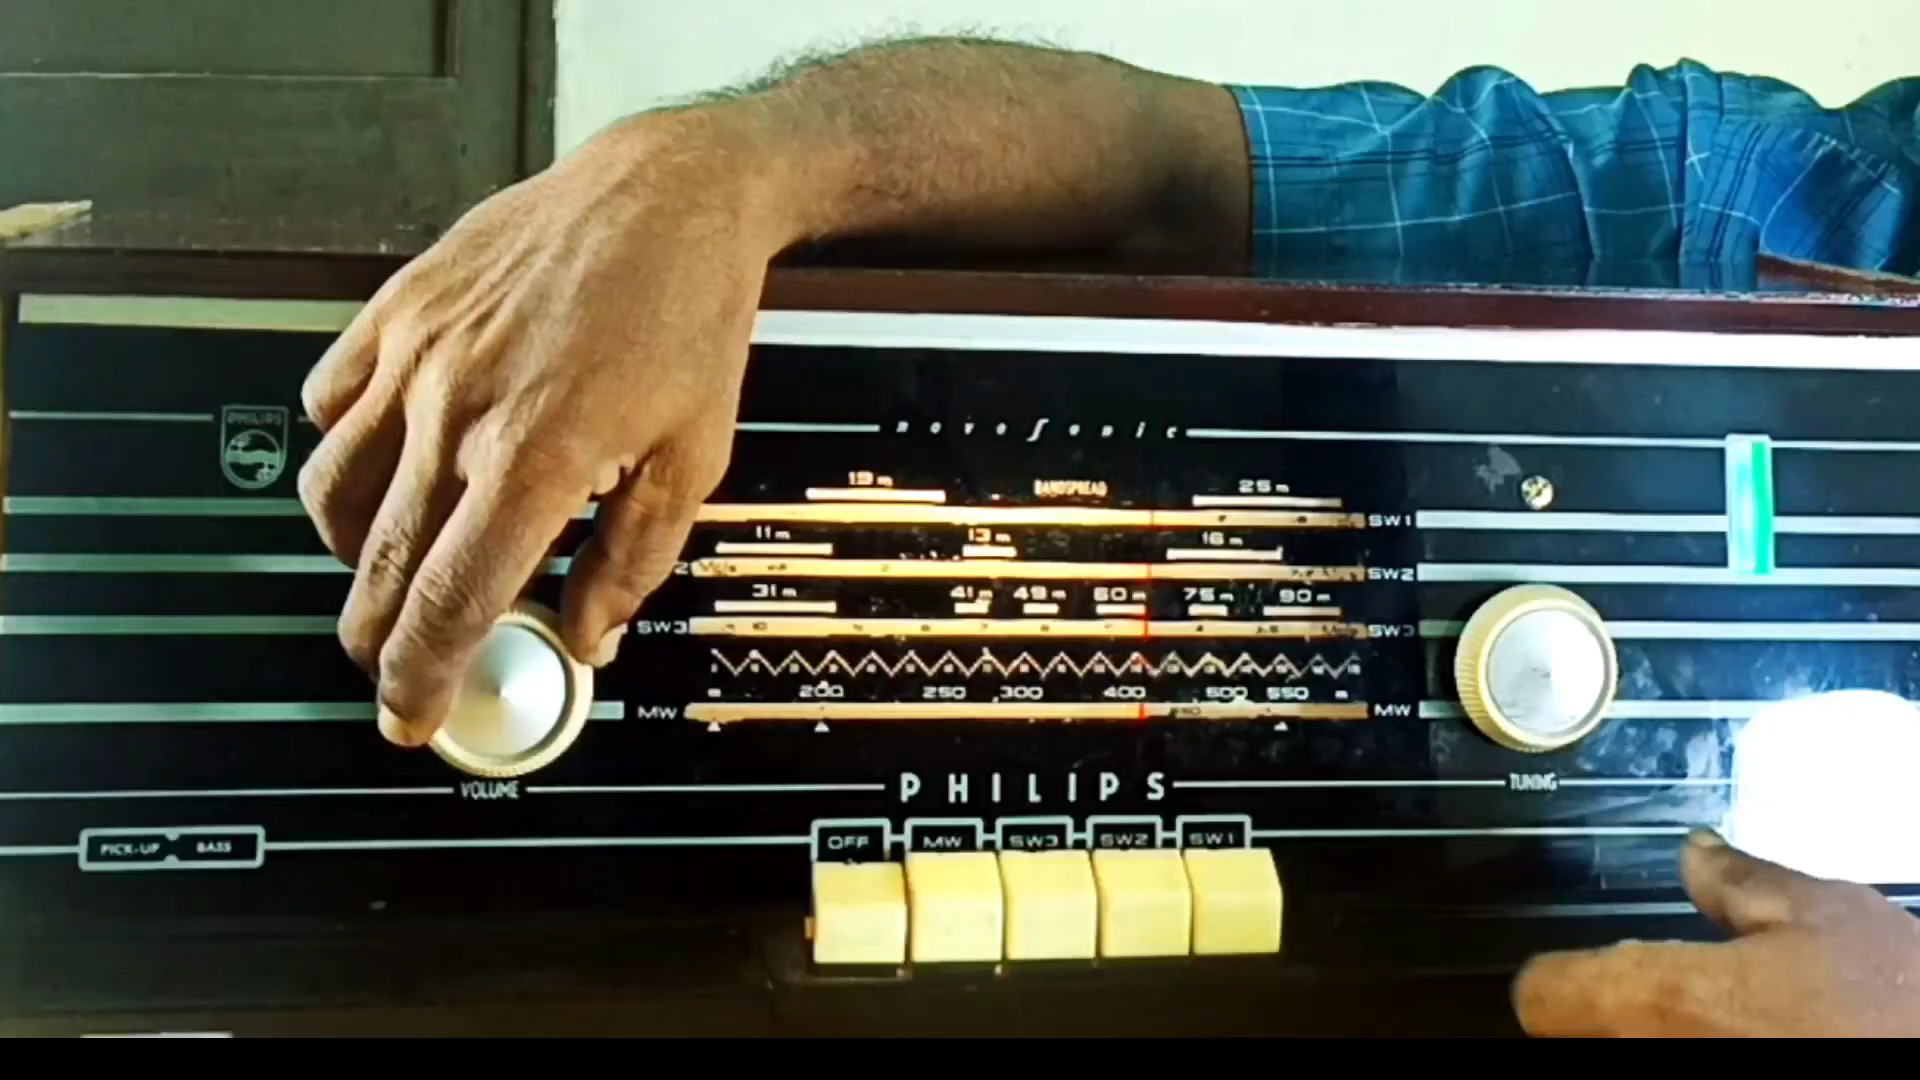 PHILIPS
novoSonic
19 m BANDSPREAD 25 m
SW1
11 m 13 m 16 m
SW2
31 m 41 m 49 m 60 m 75 m 90 m
SW3 SW3
m 200 250 300 400 500 550 m
MW MW
VOLUME PHILIPS TUNING
PICK-UP BASS OFF MW SW3 SW2 SW1